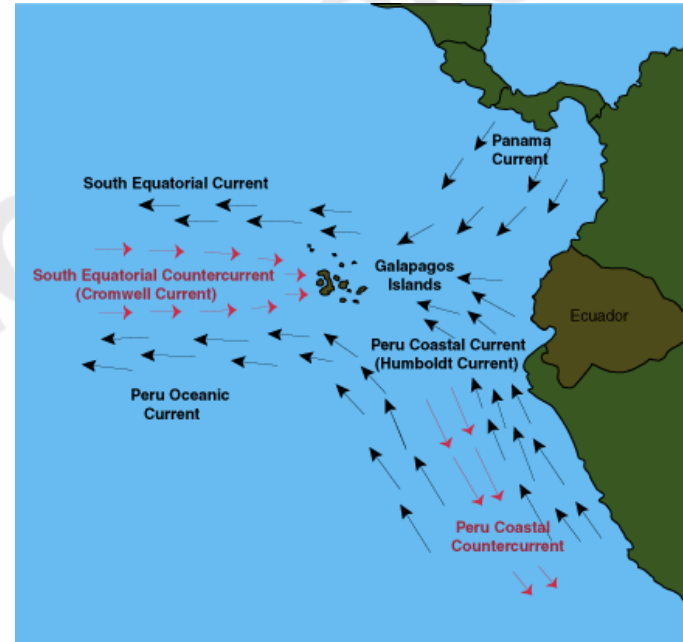 Panama
Current
South Equatorial Current
Galapagos
Islands
South Equatorial Countercurrent
(Cromwell Current)
Ecuador
Peru Coastal Current
(Humboldt Current)
Peru Oceanic
Current
Peru Coastal
Countercurrent